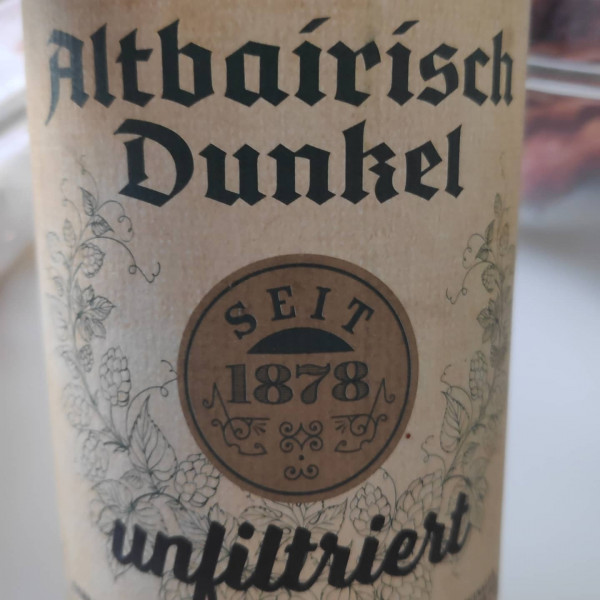 Altbairisch
Dunkel
SEIT
1878
unfiltriert